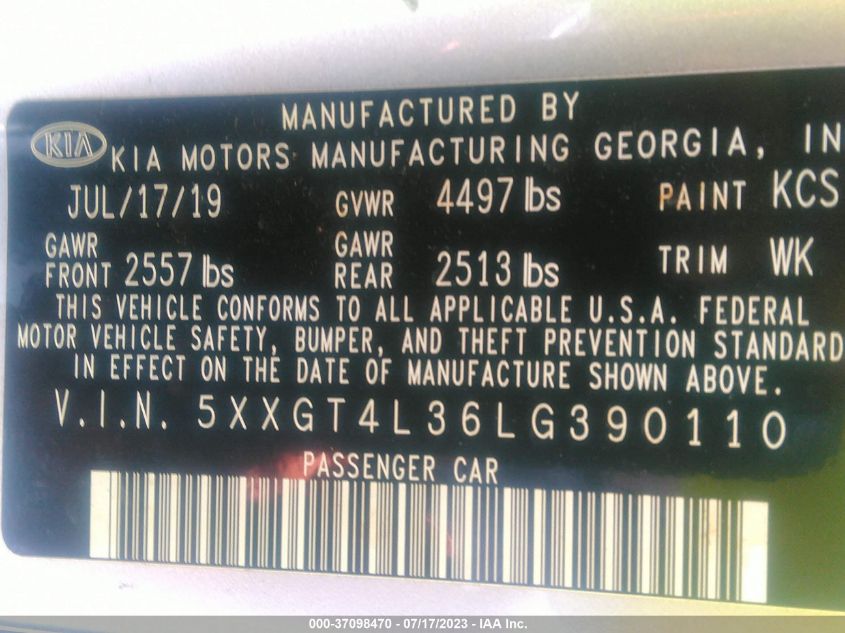 MANUFACTURED BY
KIA KIA MOTORS MANUFACTURING GEORGIA, IN
JUL/17/19 GVWR 4497 lbs PAINT KCS
GAWR FRONT 2557 lbs GAWR REAR 2513 lbs TRIM WK
THIS VEHICLE CONFORMS TO ALL APPLICABLE U.S.A. FEDERAL
MOTOR VEHICLE SAFETY, BUMPER, AND THEFT PREVENTION STANDARD
IN EFFECT ON THE DATE OF MANUFACTURE SHOWN ABOVE.
V.I.N. 5XXGT4L36LG390110
PASSENGER CAR
000-37098470 - 07/17/2023 - IAA Inc.